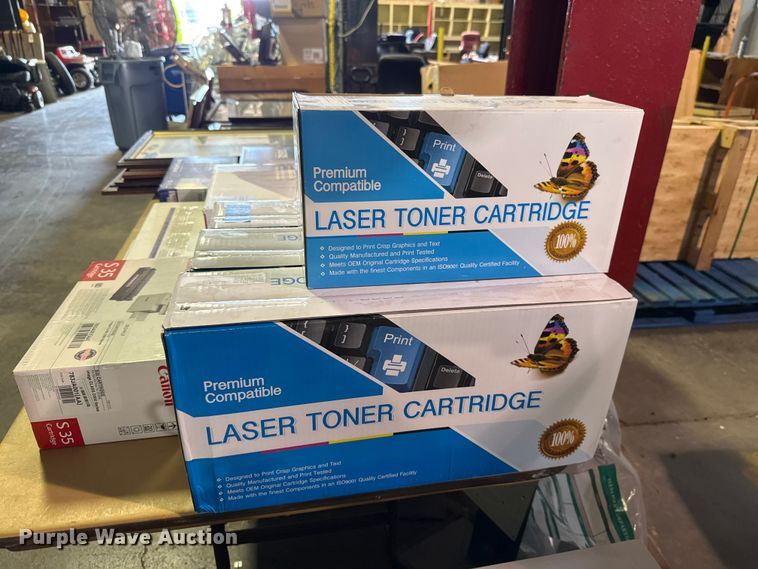 Premium
Compatible
Print
Delete
LASER TONER CARTRIDGE
Designed to Print Crisp Graphics and Text
Quality Manufactured and Print Tested
Meets OEM Original Cartridge Specifications
Made with the finest Components in an ISO9001 Quality Certified Facility
100%
Premium
Compatible
Print
Delete
LASER TONER CARTRIDGE
Designed to Print Crisp Graphics and Text
Quality Manufactured and Print Tested
Meets OEM Original Cartridge Specifications
Made with the finest Components in an ISO9001 Quality Certified Facility
100%
Cartridge
S35
Canon
Cartridge
S35
Purple Wave Auction